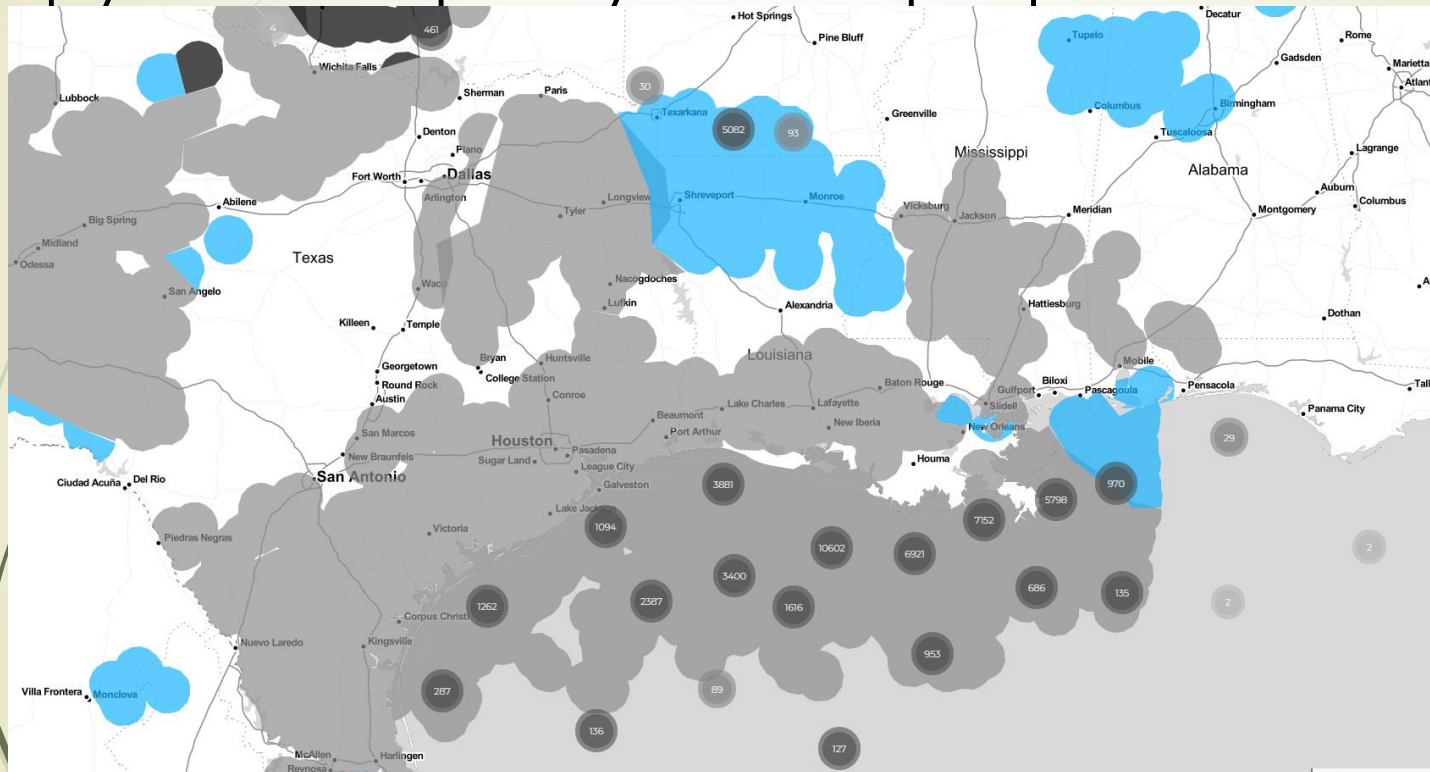 Hot Springs
Decatur
4
461
Pine Bluff
Tupelo
Rome
Gadsden
Marietta
Wichita Falls
30
Lubbock
Sherman
Paris
Texarkana
Greenville
Columbus
Birmingham
5082
93
Denton
Tuscaloosa
Plano
Mississippi
Lagrange
Fort Worth
Dallas
Alabama
Arlington
Longview
Shreveport
Monroe
Auburn
Abilene
Tyler
Vicksburg
Jackson
Meridian
Montgomery
Columbus
Big Spring
Midland
Odessa
Texas
Waco
Nacogdoches
San Angelo
Lufkin
Alexandria
Hattiesburg
Dothan
Killeen
Temple
Bryan
Huntsville
Louisiana
Mobile
Georgetown
College Station
Baton Rouge
Gulfport
Biloxi
Pascagoula
Pensacola
Round Rock
Austin
Conroe
Lake Charles
Lafayette
Slidell
Panama City
Beaumont
New Iberia
New Orleans
San Marcos
Houston
Port Arthur
29
Pasadena
New Braunfels
Sugar Land
League City
Houma
San Antonio
Ciudad Acuña
Del Rio
Galveston
3881
970
5798
Lake Jackson
1094
7152
Victoria
Piedras Negras
10602
6921
2
3400
686
135
1262
2387
1616
2
Corpus Christi
Nuevo Laredo
Kingsville
953
Villa Frontera
Monclova
287
89
136
127
McAllen
Harlingen
Reynosa